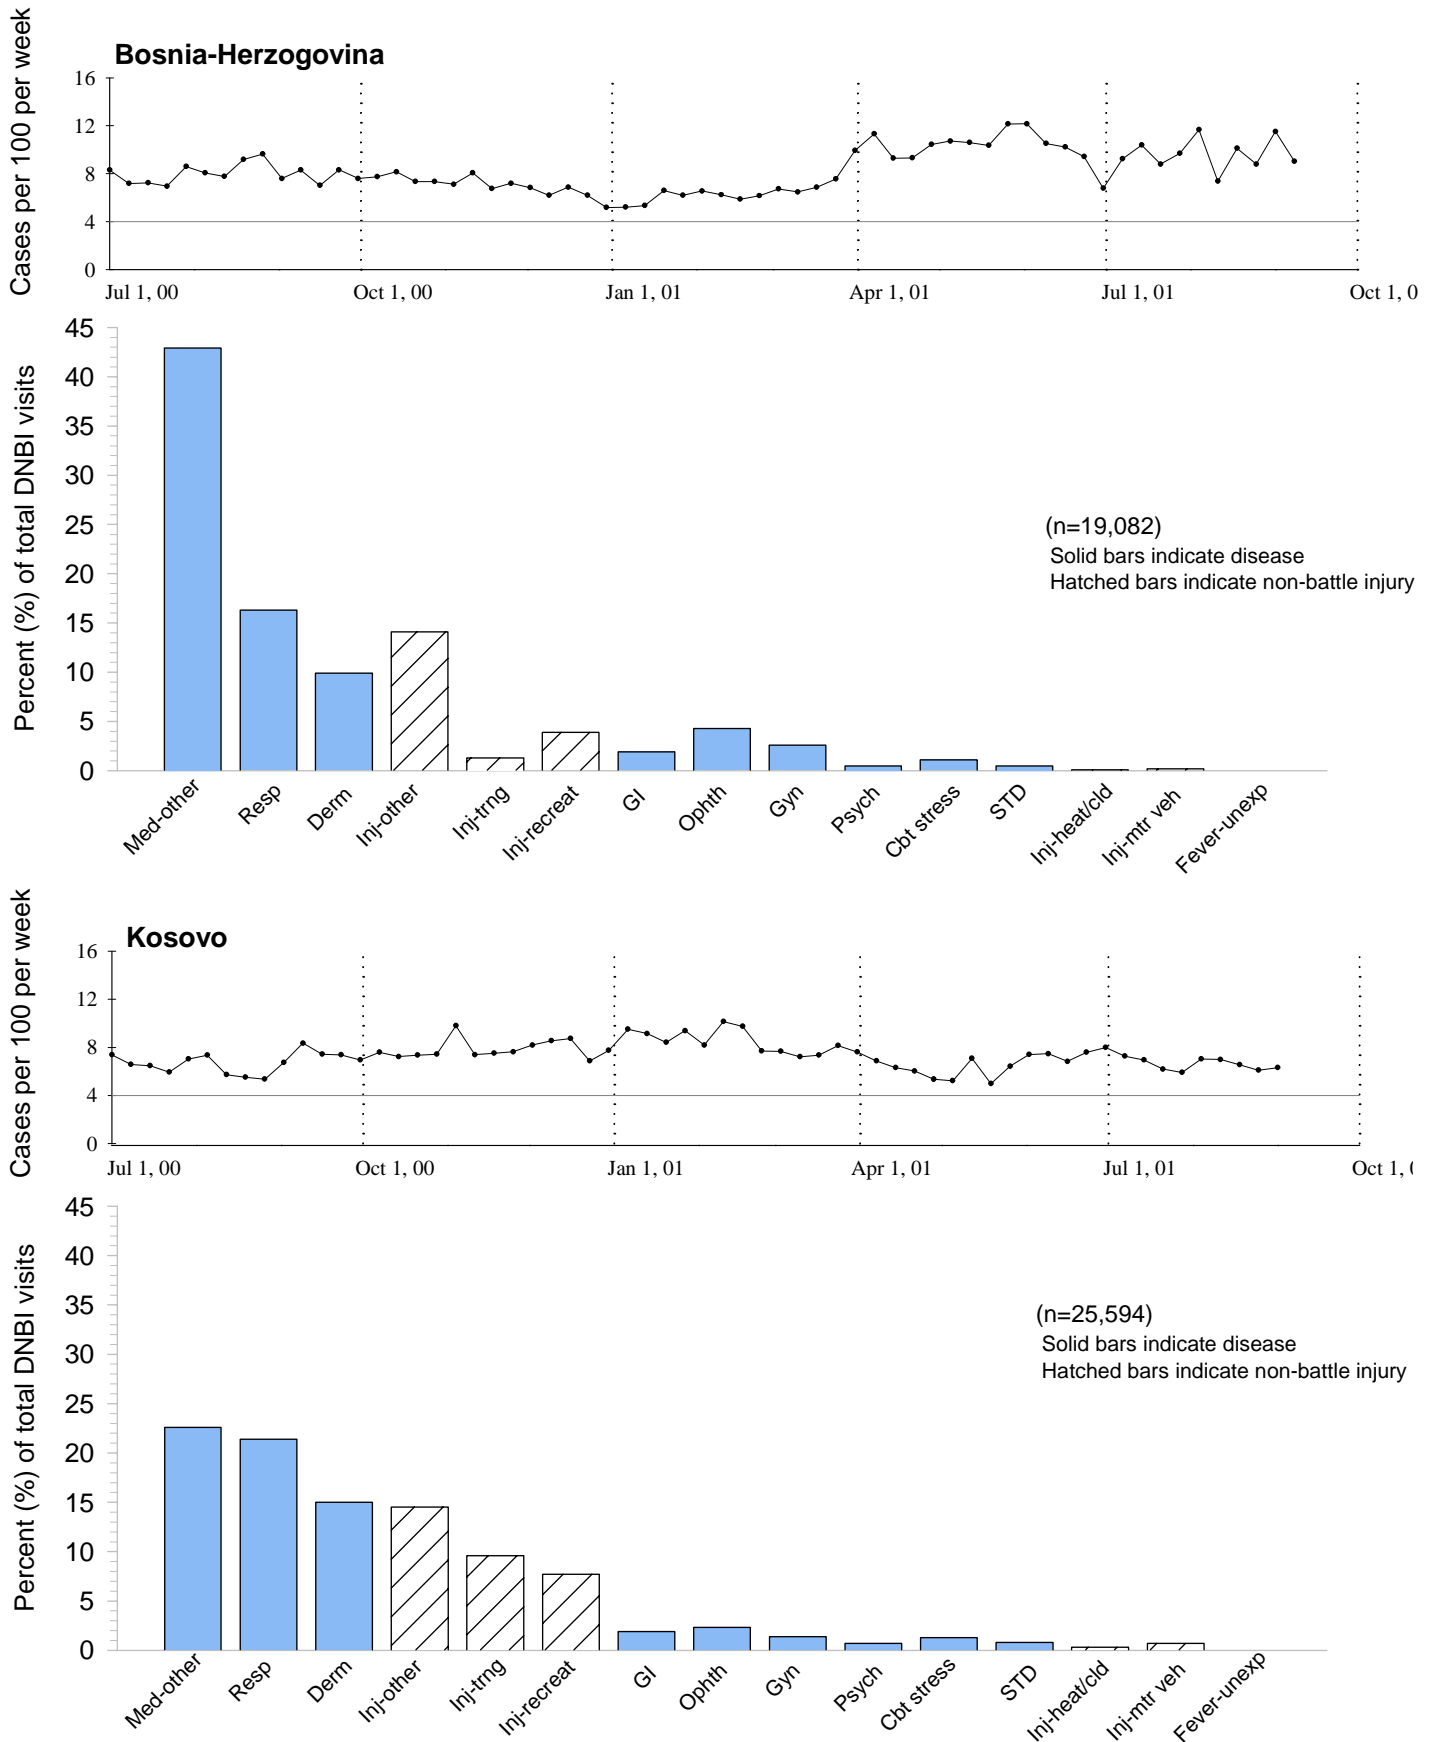 Bosnia-Herzogovina
Cases per 100 per week
16
12
8
4
0
Jul 1, 00 Oct 1, 00 Jan 1, 01 Apr 1, 01 Jul 1, 01 Oct 1, 0
Percent (%) of total DNBI visits
45
40
35
30
25
20
15
10
5
0
(n=19,082)
Solid bars indicate disease
Hatched bars indicate non-battle injury
Med-other
Resp
Derm
Inj-other
Inj-trng
Inj-recreat
GI
Ophth
Gyn
Psych
Cbt stress
STD
Inj-heat/cld
Inj-mtr veh
Fever-unexp
Kosovo
Cases per 100 per week
16
12
8
4
0
Jul 1, 00 Oct 1, 00 Jan 1, 01 Apr 1, 01 Jul 1, 01 Oct 1,
Percent (%) of total DNBI visits
45
40
35
30
25
20
15
10
5
0
(n=25,594)
Solid bars indicate disease
Hatched bars indicate non-battle injury
Med-other
Resp
Derm
Inj-other
Inj-trng
Inj-recreat
GI
Ophth
Gyn
Psych
Cbt stress
STD
Inj-heat/cld
Inj-mtr veh
Fever-unexp